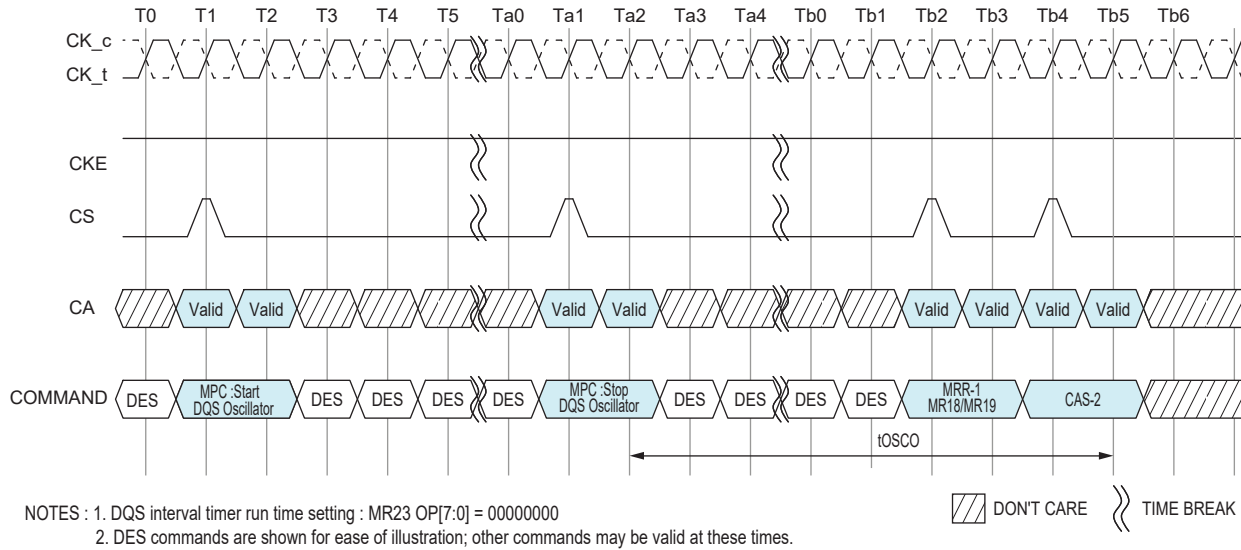 T0 T1 T2 T3 T4 T5 Ta0 Ta1 Ta2 Ta3 Ta4 Tb0 Tb1 Tb2 Tb3 Tb4 Tb5 Tb6
CK_c
CK_t
CKE
CS
CA Valid Valid Valid Valid Valid Valid Valid Valid
COMMAND DES MPC :Start DQS Oscillator DES DES DES DES MPC :Stop DQS Oscillator DES DES DES DES MRR-1 MR18/MR19 CAS-2
tOSCO
NOTES : 1. DQS interval timer run time setting : MR23 OP[7:0] = 00000000
2. DES commands are shown for ease of illustration; other commands may be valid at these times.
DON'T CARE TIME BREAK